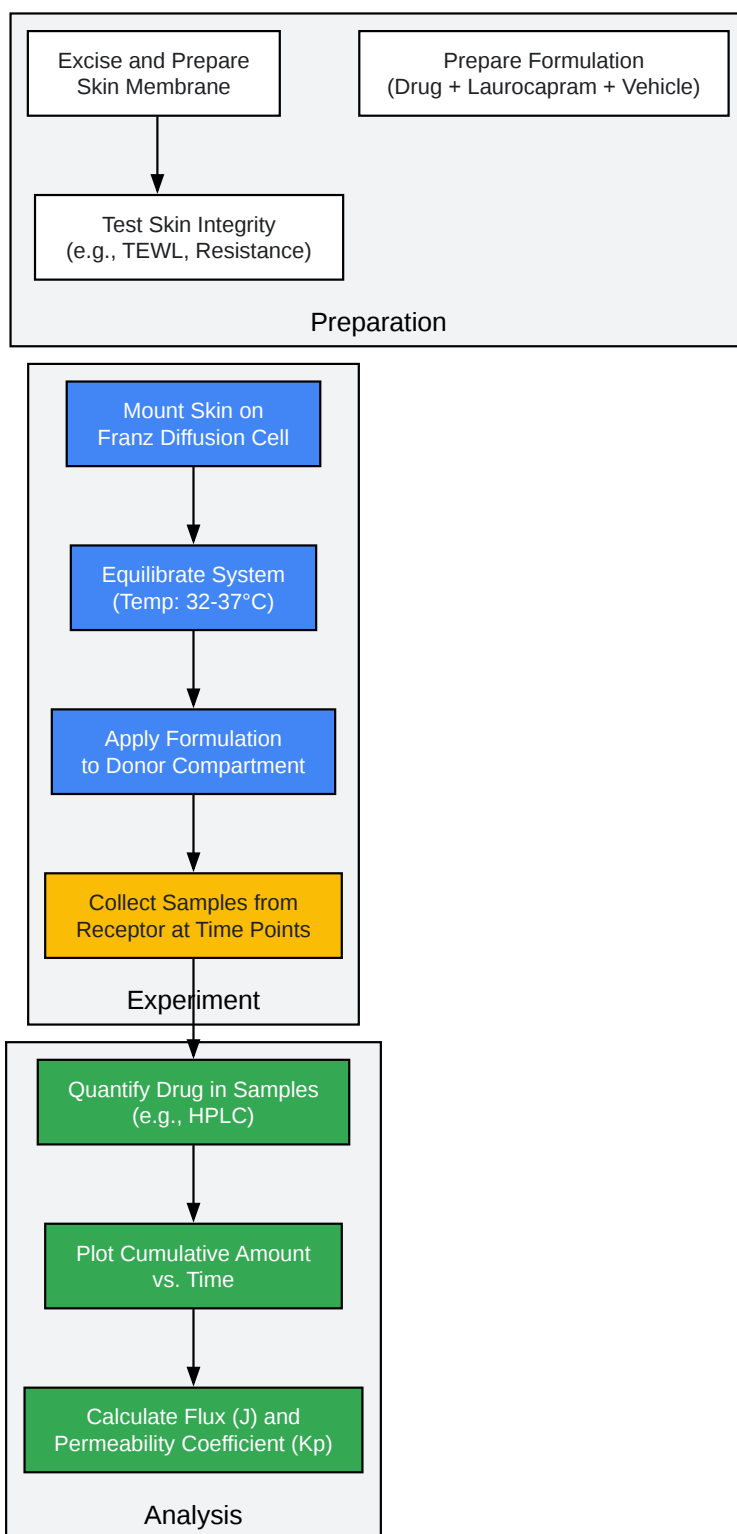 Excise and Prepare
Skin Membrane
Prepare Formulation
(Drug + Laurocapram + Vehicle)
Test Skin Integrity
(e.g., TEWL, Resistance)
Preparation
Mount Skin on
Franz Diffusion Cell
Equilibrate System
(Temp: 32-37°C)
Apply Formulation
to Donor Compartment
Collect Samples from
Receptor at Time Points
Experiment
Quantify Drug in Samples
(e.g., HPLC)
Plot Cumulative Amount
vs. Time
Calculate Flux (J) and
Permeability Coefficient (Kp)
Analysis